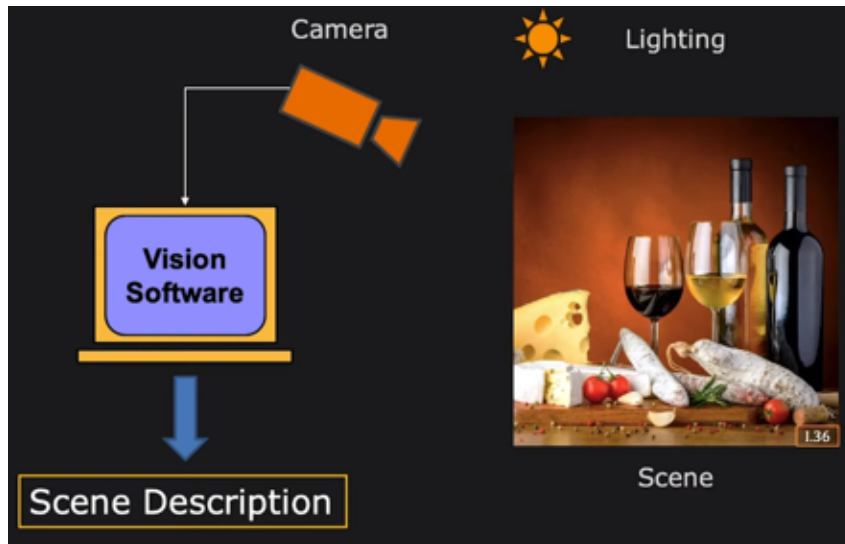 Camera
Lighting
Vision
Software
I.36
Scene
Scene Description